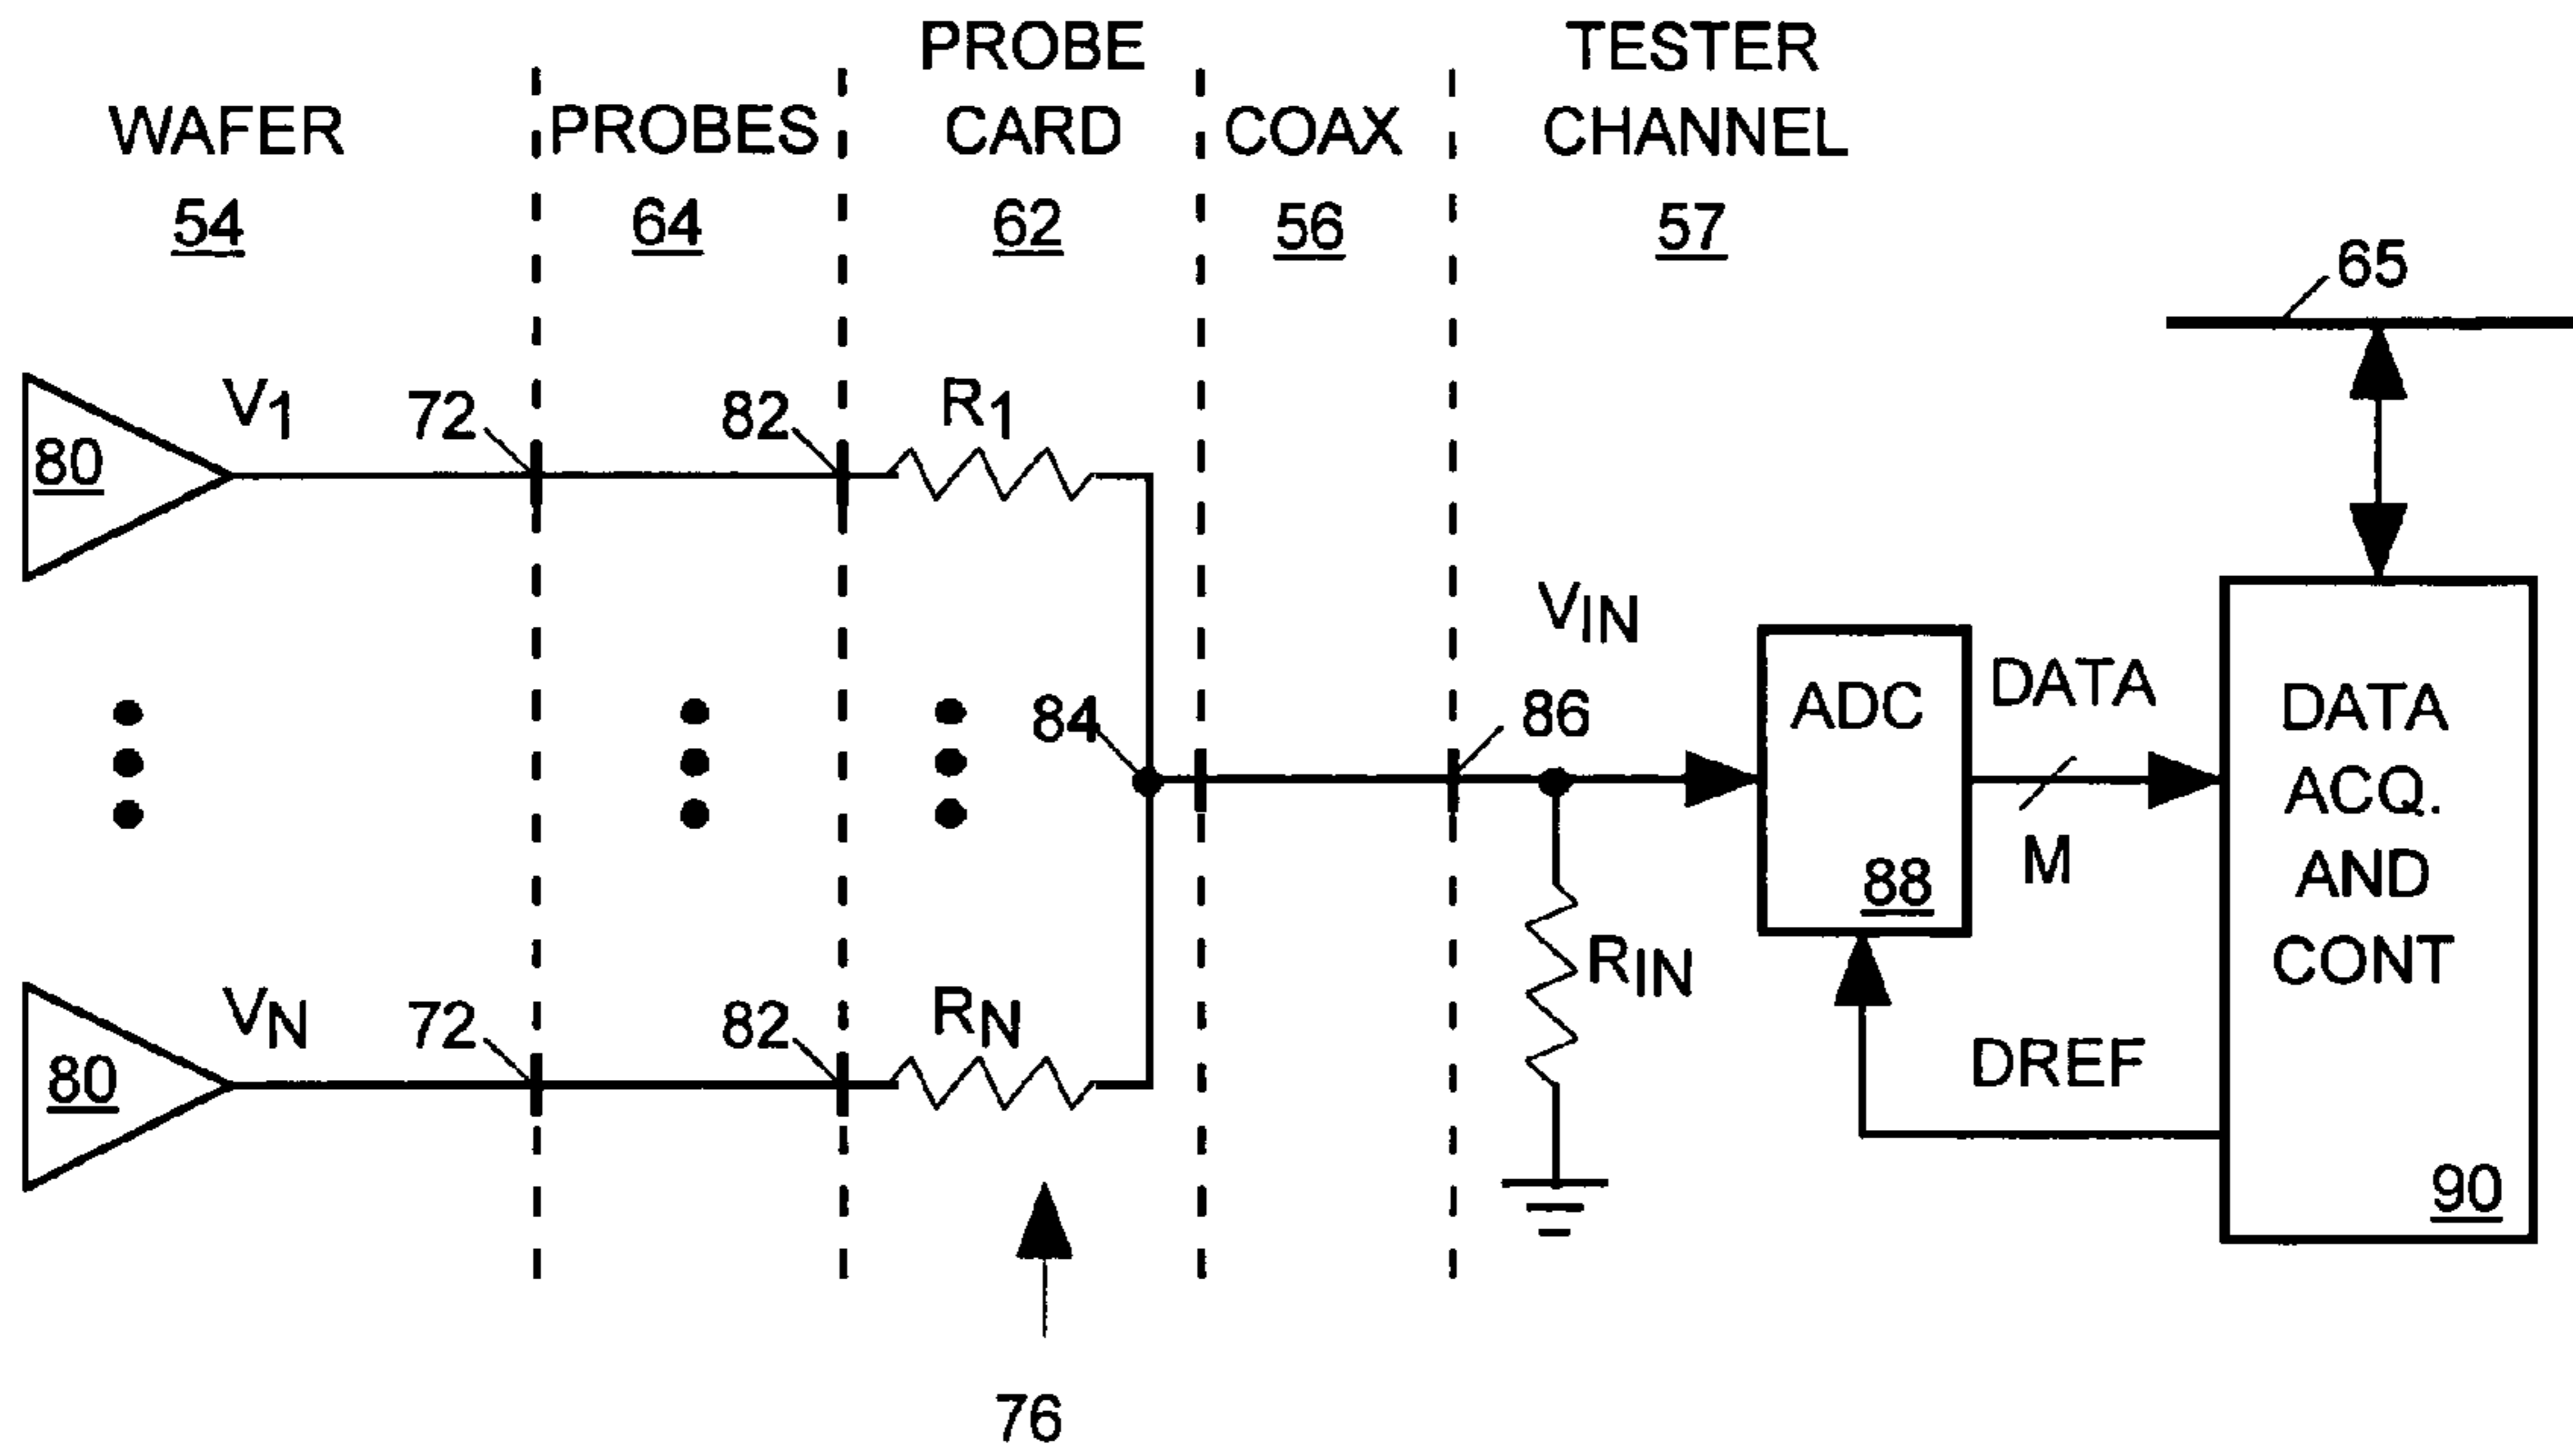 WAFER
54
PROBES
64
PROBE
CARD
62
COAX
56
TESTER
CHANNEL
57
65
80
V1
72
82
R1
84
86
VIN
ADC
88
DATA
M
DATA
ACQ.
AND
CONT
90
RIN
DREF
80
VN
72
82
RN
76